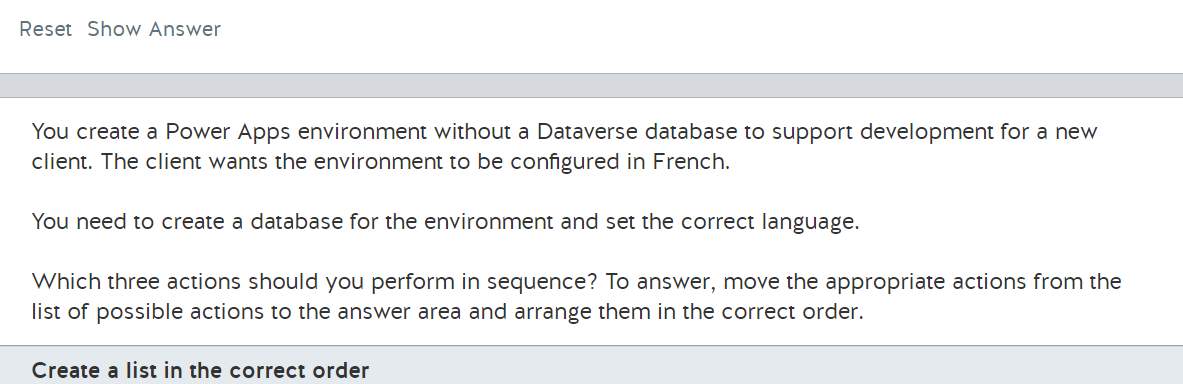 Reset Show Answer
You create a Power Apps environment without a Dataverse database to support development for a new
client. The client wants the environment to be configured in French.
You need to create a database for the environment and set the correct language.
Which three actions should you perform in sequence? To answer, move the appropriate actions from the
list of possible actions to the answer area and arrange them in the correct order.
Create a list in the correct order